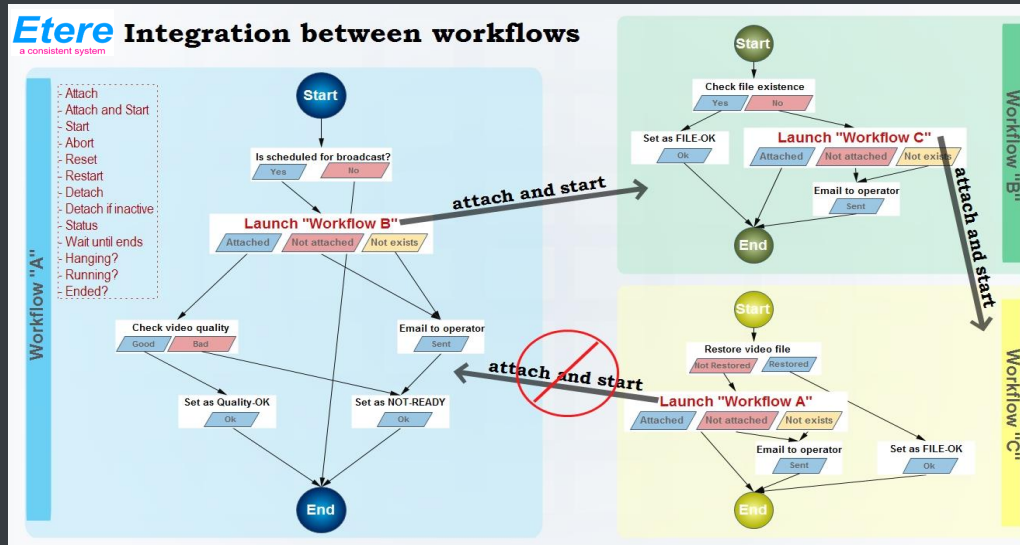 Etere
a consistent system
Integration between workflows
Workflow "A"
- Attach
- Attach and Start
- Start
- Abort
- Reset
- Restart
- Detach
- Detach if inactive
- Status
- Wait until ends
- Hanging?
- Running?
- Ended?
Start
Is scheduled for broadcast?
Yes
No
Launch "Workflow B"
Attached
Not attached
Not exists
Check video quality
Good
Bad
Email to operator
Sent
Set as Quality-OK
Ok
Set as NOT-READY
Ok
End
attach and start
Workflow "B"
Start
Check file existence
Yes
No
Set as FILE-OK
Ok
Launch "Workflow C"
Attached
Not attached
Not exists
Email to operator
Sent
End
attach and start
Workflow "C"
Start
Restore video file
Not Restored
Restored
Launch "Workflow A"
Attached
Not attached
Not exists
Email to operator
Sent
Set as FILE-OK
Ok
End
attach and start